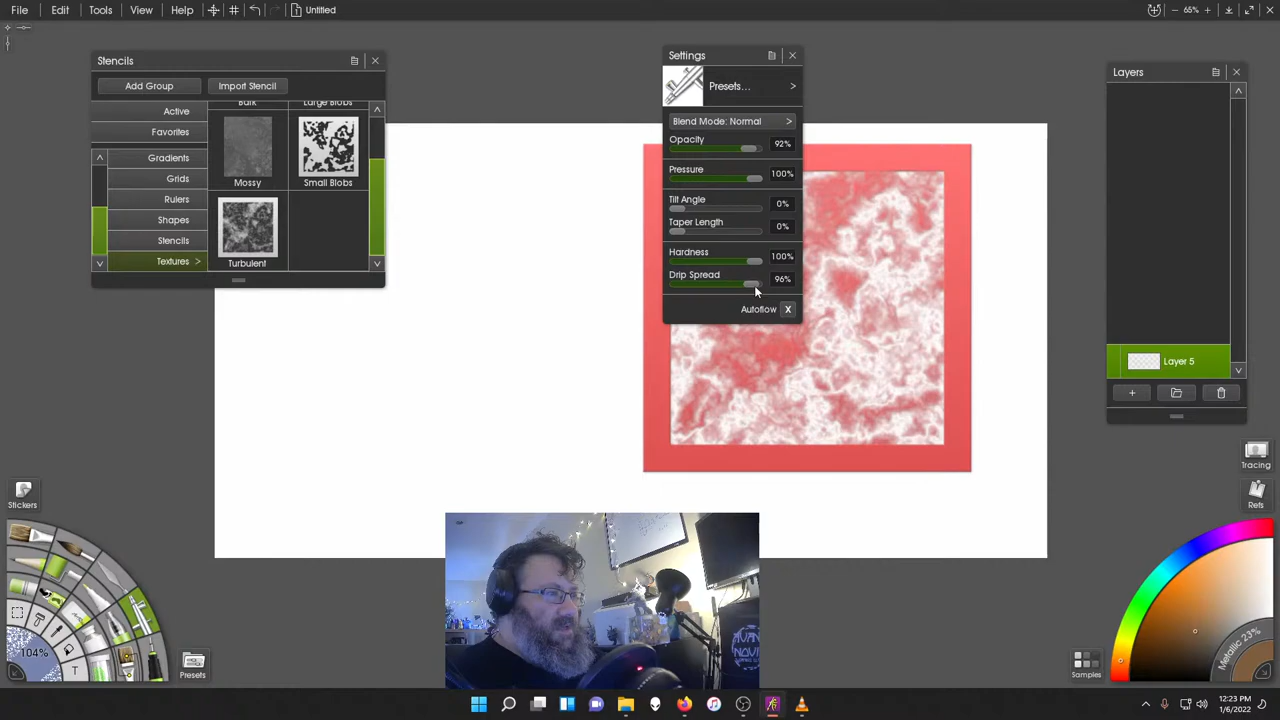 File Edit Tools View Help Untitled 65%
Stencils
Add Group Import Stencil
Active
Favorites
Gradients
Grids
Rulers
Shapes
Stencils
Textures >
Bark Large Blobs
Mossy Small Blobs
Turbulent
Settings
Presets... >
Blend Mode: Normal >
Opacity 92%
Pressure 100%
Tilt Angle 0%
Taper Length 0%
Hardness 100%
Drip Spread 96%
Autoflow X
Layers
Layer 5
Tracing
Refs
Stickers
104%
T
Presets
Metallic 23%
Samples
12:23 PM
1/6/2022